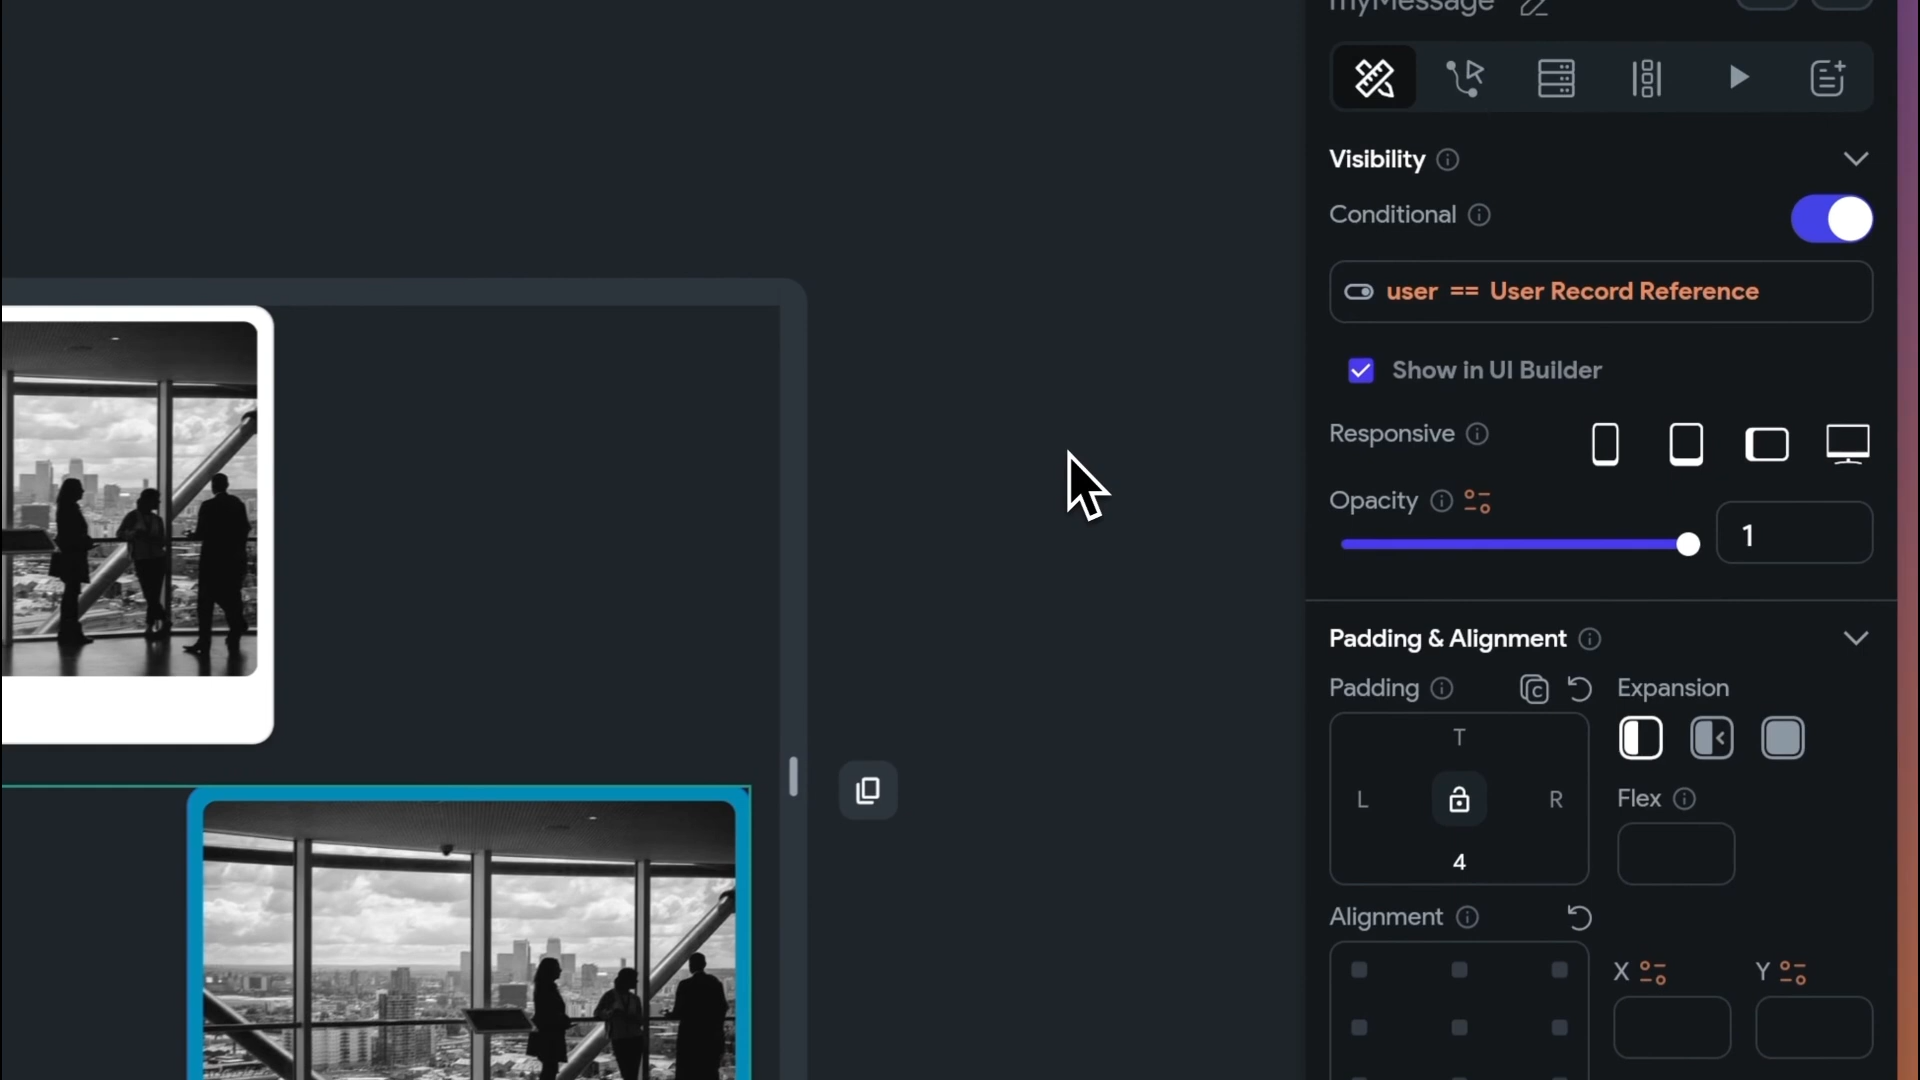 myMessage
Visibility
Conditional
user == User Record Reference
Show in UI Builder
Responsive
Opacity
1
Padding & Alignment
Padding
Expansion
T
L
R
4
Flex
Alignment
X
Y